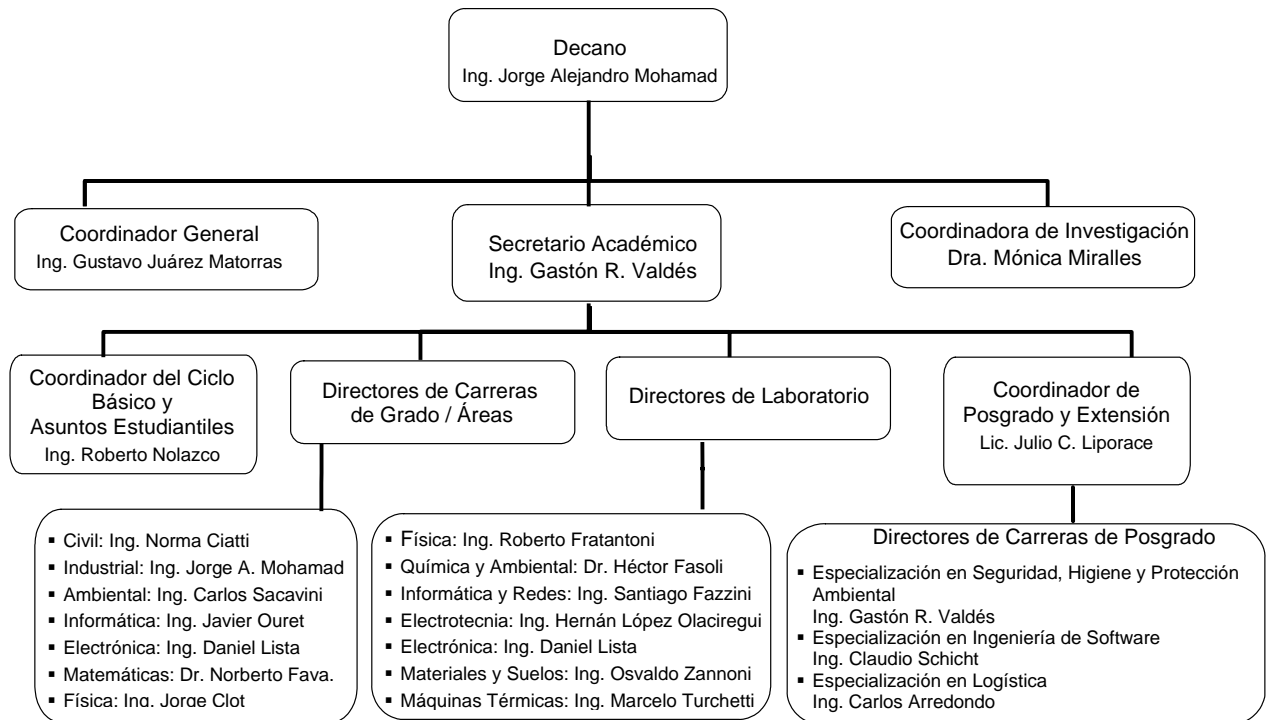 Decano
Ing. Jorge Alejandro Mohamad
Coordinador General
Ing. Gustavo Juárez Matorras
Secretario Académico
Ing. Gastón R. Valdés
Coordinadora de Investigación
Dra. Mónica Miralles
Coordinador del Ciclo
Básico y
Asuntos Estudiantiles
Ing. Roberto Nolazco
Directores de Carreras
de Grado / Áreas
Directores de Laboratorio
Coordinador de
Posgrado y Extensión
Lic. Julio C. Liporace
▪ Civil: Ing. Norma Ciatti
▪ Industrial: Ing. Jorge A. Mohamad
▪ Ambiental: Ing. Carlos Sacavini
▪ Informática: Ing. Javier Ouret
▪ Electrónica: Ing. Daniel Lista
▪ Matemáticas: Dr. Norberto Fava.
▪ Física: Ing. Jorge Clot
▪ Física: Ing. Roberto Fratantoni
▪ Química y Ambiental: Dr. Héctor Fasoli
▪ Informática y Redes: Ing. Santiago Fazzini
▪ Electrotecnia: Ing. Hernán López Olaciregui
▪ Electrónica: Ing. Daniel Lista
▪ Materiales y Suelos: Ing. Osvaldo Zannoni
▪ Máquinas Térmicas: Ing. Marcelo Turchetti
Directores de Carreras de Posgrado
▪ Especialización en Seguridad, Higiene y Protección
Ambiental
Ing. Gastón R. Valdés
▪ Especialización en Ingeniería de Software
Ing. Claudio Schicht
▪ Especialización en Logística
Ing. Carlos Arredondo